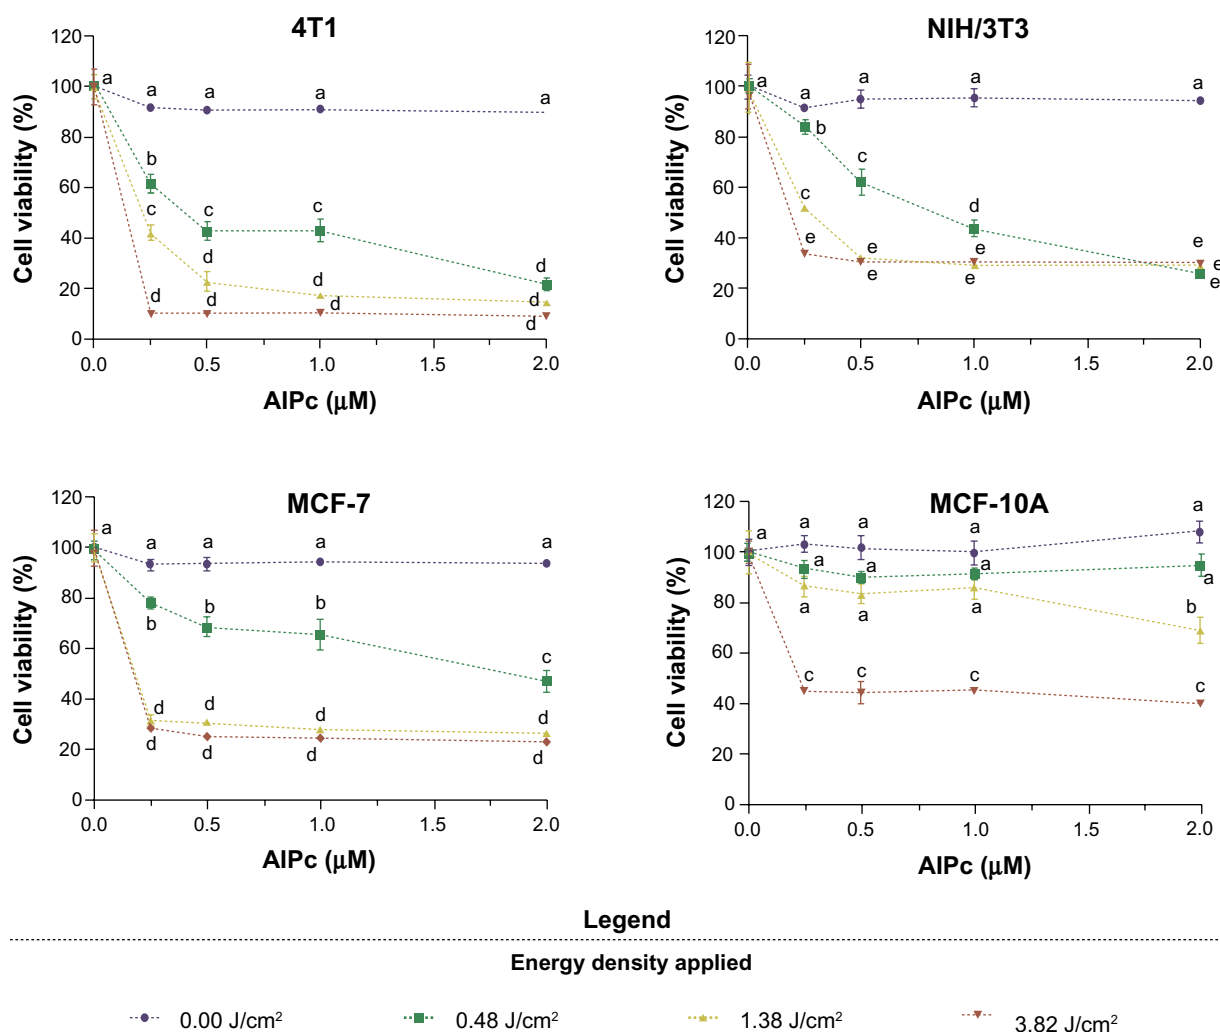 4T1
Cell viability (%)
120
100
80
60
40
20
0
a
a
a
a
a
b
c
c
d
c
d
d
d
d
d
d
d
0.0
0.5
1.0
1.5
2.0
AIPc (μM)
NIH/3T3
Cell viability (%)
120
100
80
60
40
20
0
a
a
a
a
a
b
c
d
e
c
e
e
e
e
e
e
e
0.0
0.5
1.0
1.5
2.0
AIPc (μM)
MCF-7
Cell viability (%)
120
100
80
60
40
20
0
a
a
a
a
a
b
b
b
c
d
d
d
d
d
d
d
d
0.0
0.5
1.0
1.5
2.0
AIPc (μM)
MCF-10A
Cell viability (%)
120
100
80
60
40
20
0
a
a
a
a
a
a
a
a
a
a
a
a
b
c
c
c
c
0.0
0.5
1.0
1.5
2.0
AIPc (μM)
Legend
Energy density applied
0.00 J/cm²
0.48 J/cm²
1.38 J/cm²
3.82 J/cm²